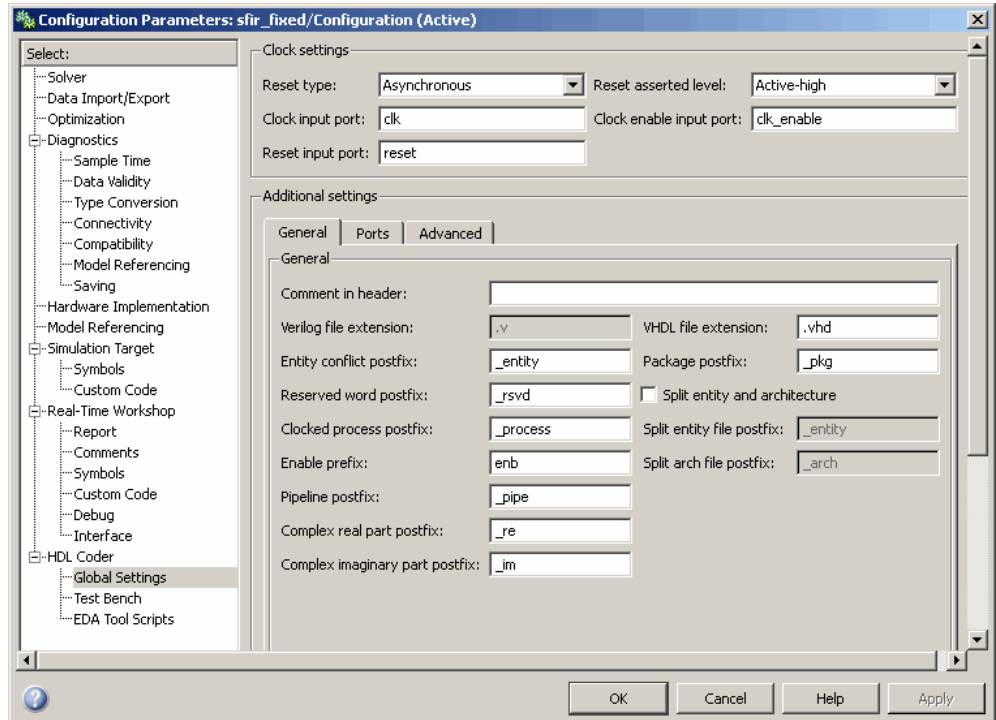 Configuration Parameters: sfir_fixed/Configuration (Active)
Select:
Solver
Data Import/Export
Optimization
Diagnostics
Sample Time
Data Validity
Type Conversion
Connectivity
Compatibility
Model Referencing
Saving
Hardware Implementation
Model Referencing
Simulation Target
Symbols
Custom Code
Real-Time Workshop
Report
Comments
Symbols
Custom Code
Debug
Interface
HDL Coder
Global Settings
Test Bench
EDA Tool Scripts
Clock settings
Reset type: Asynchronous Reset asserted level: Active-high
Clock input port: clk Clock enable input port: clk_enable
Reset input port: reset
Additional settings
General Ports Advanced
General
Comment in header:
Verilog file extension: .v VHDL file extension: .vhd
Entity conflict postfix: _entity Package postfix: _pkg
Reserved word postfix: _rsvd Split entity and architecture
Clocked process postfix: _process Split entity file postfix: _entity
Enable prefix: enb Split arch file postfix: _arch
Pipeline postfix: _pipe
Complex real part postfix: _re
Complex imaginary part postfix: _im
? OK Cancel Help Apply